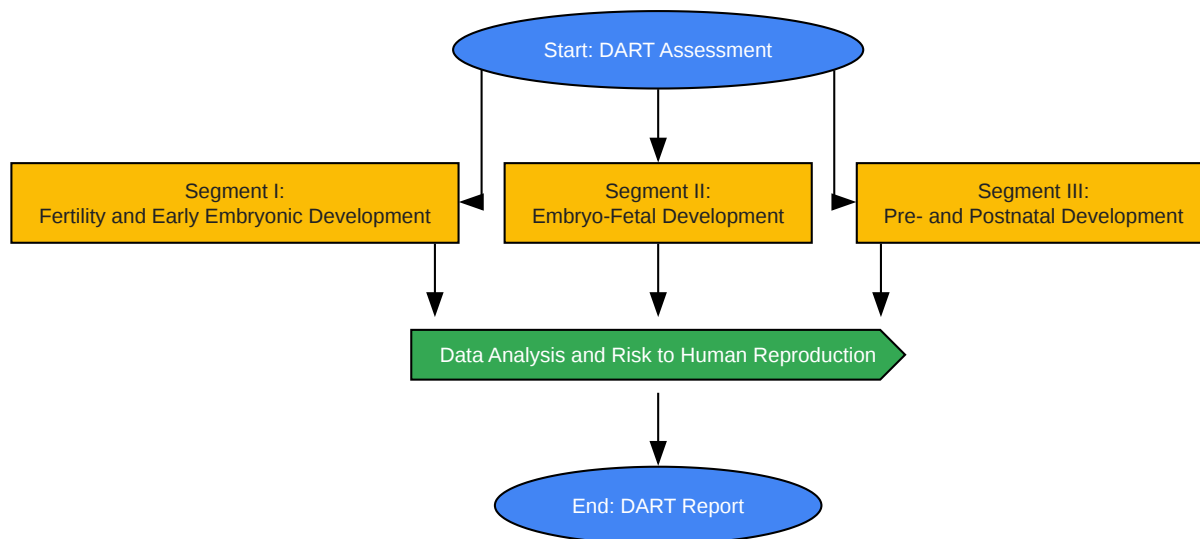 Start: DART Assessment
Segment I:
Fertility and Early Embryonic Development
Segment II:
Embryo-Fetal Development
Segment III:
Pre- and Postnatal Development
Data Analysis and Risk to Human Reproduction
End: DART Report